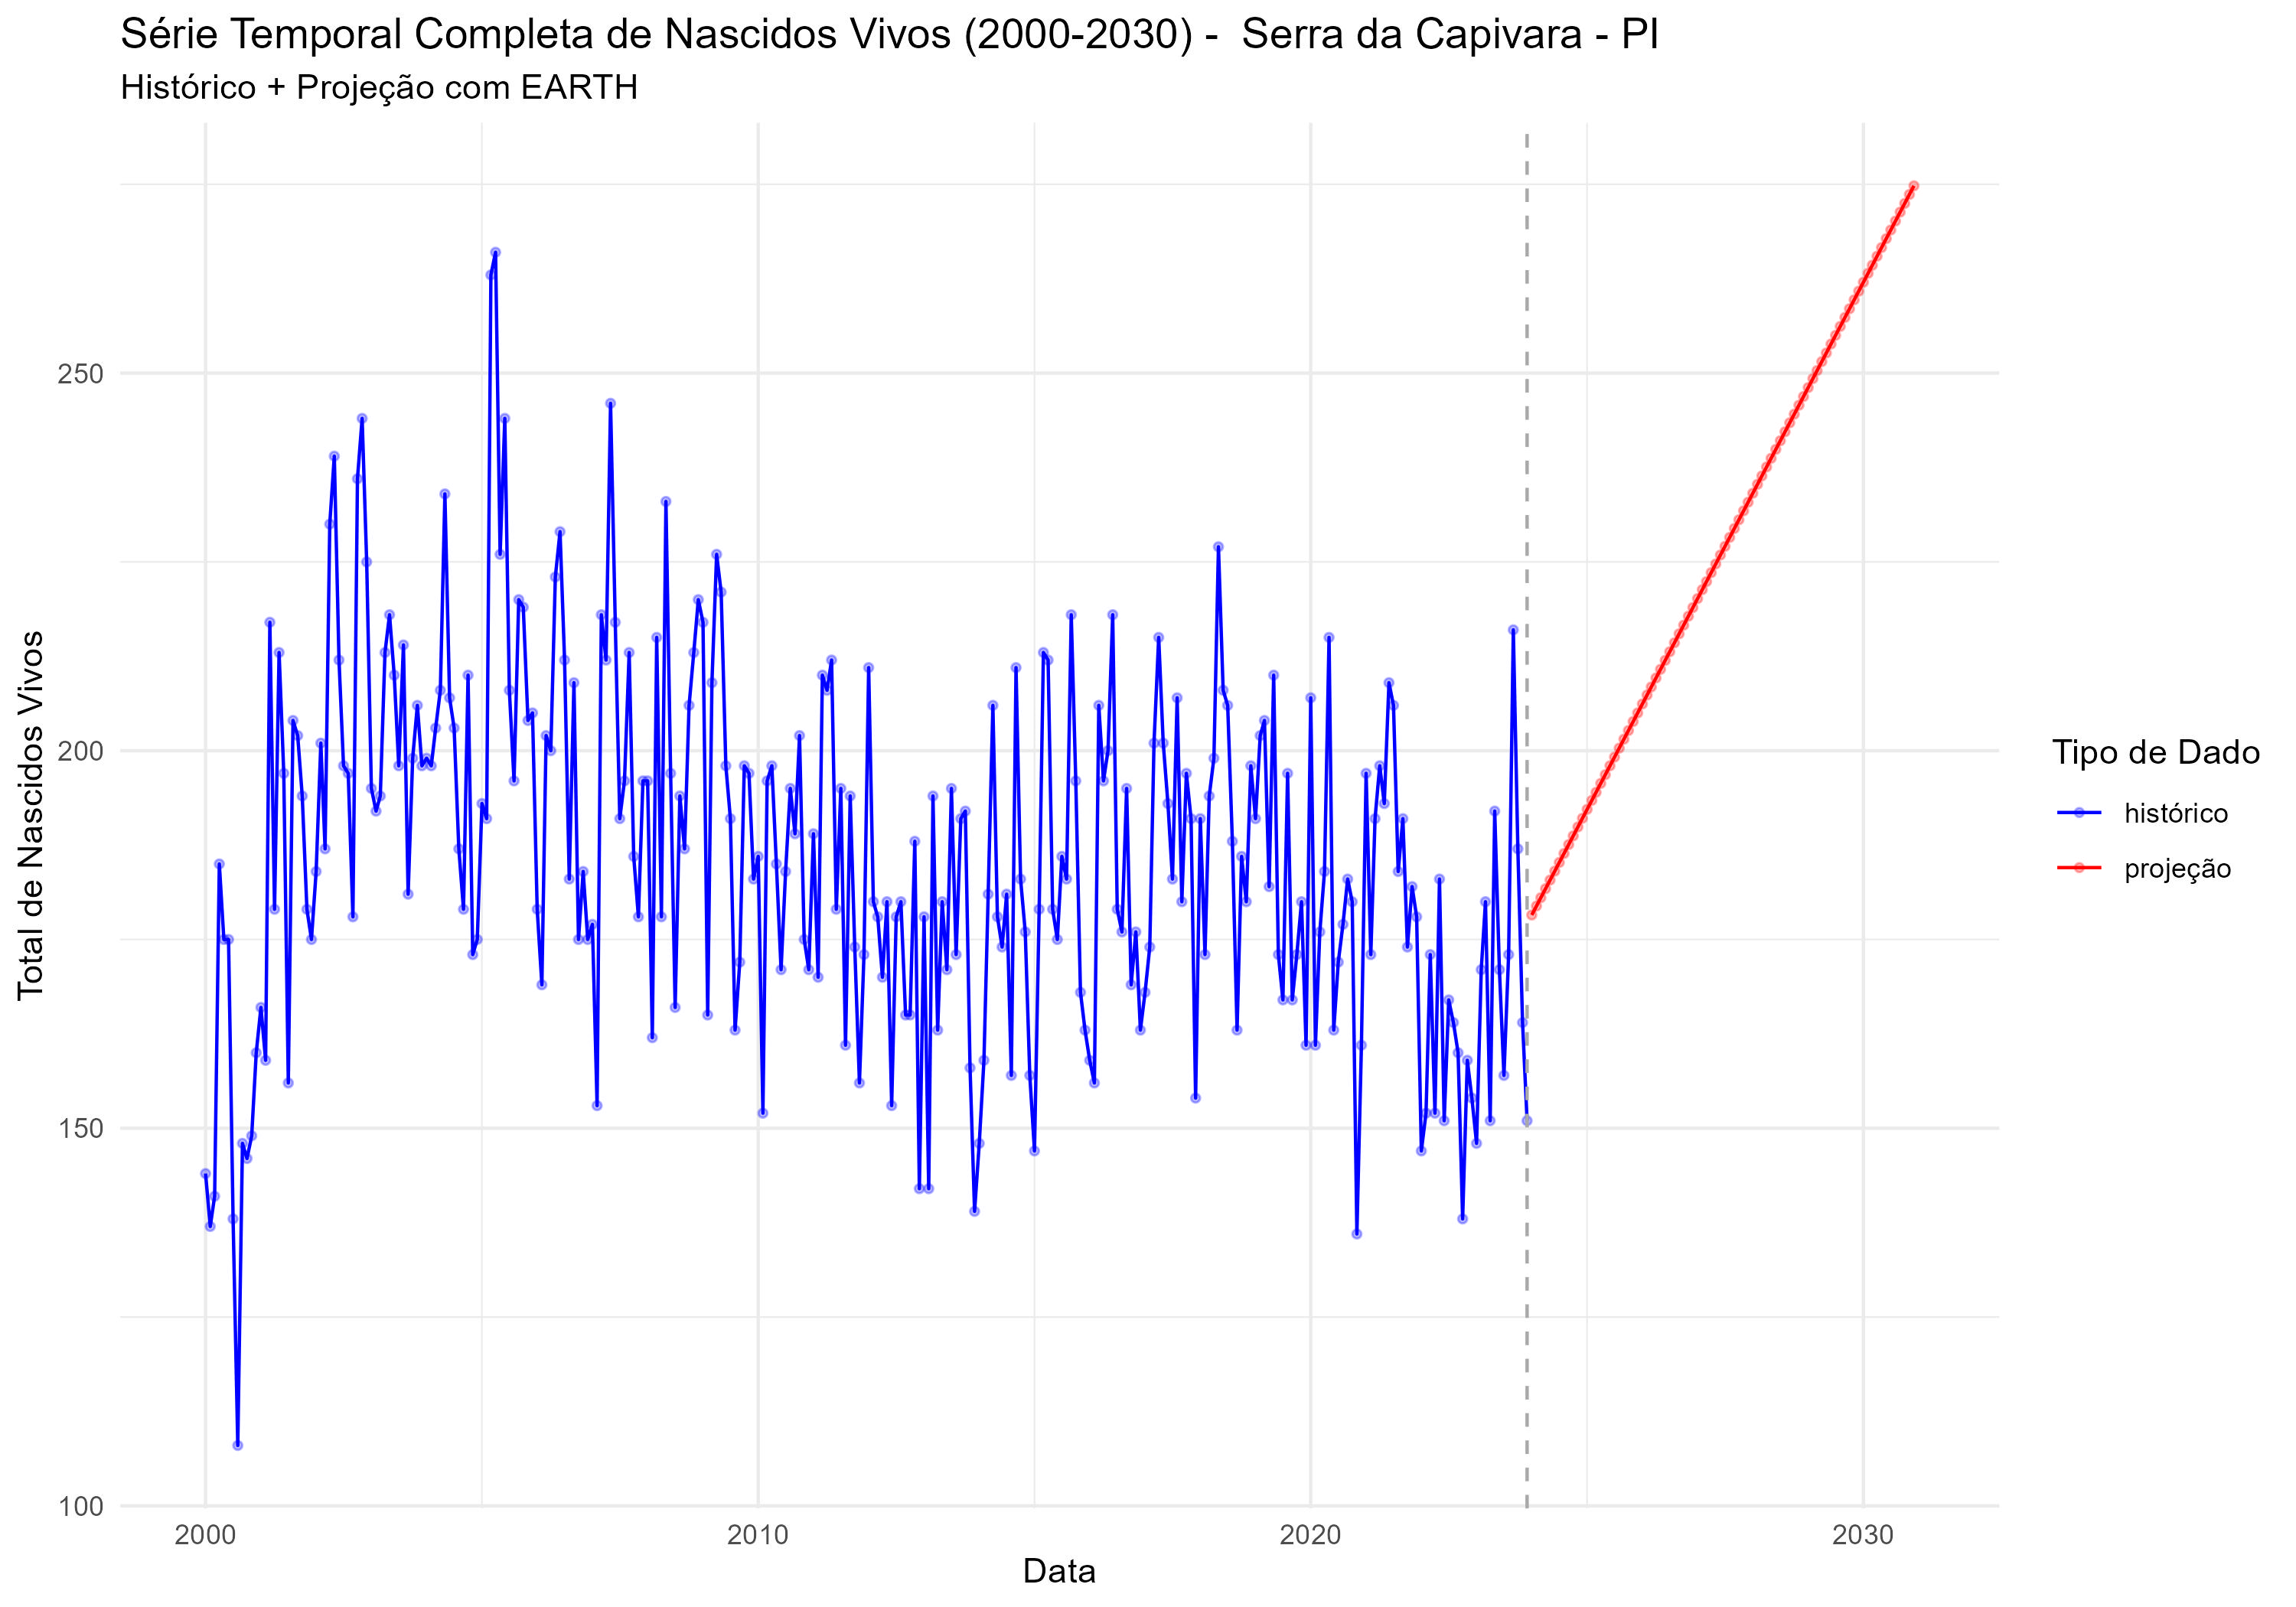 Série Temporal Completa de Nascidos Vivos (2000-2030) -  Serra da Capivara - PI
Histórico + Projeção com EARTH
Total de Nascidos Vivos
250
200
150
100
2000
2010
2020
2030
Data
Tipo de Dado
histórico
projeção